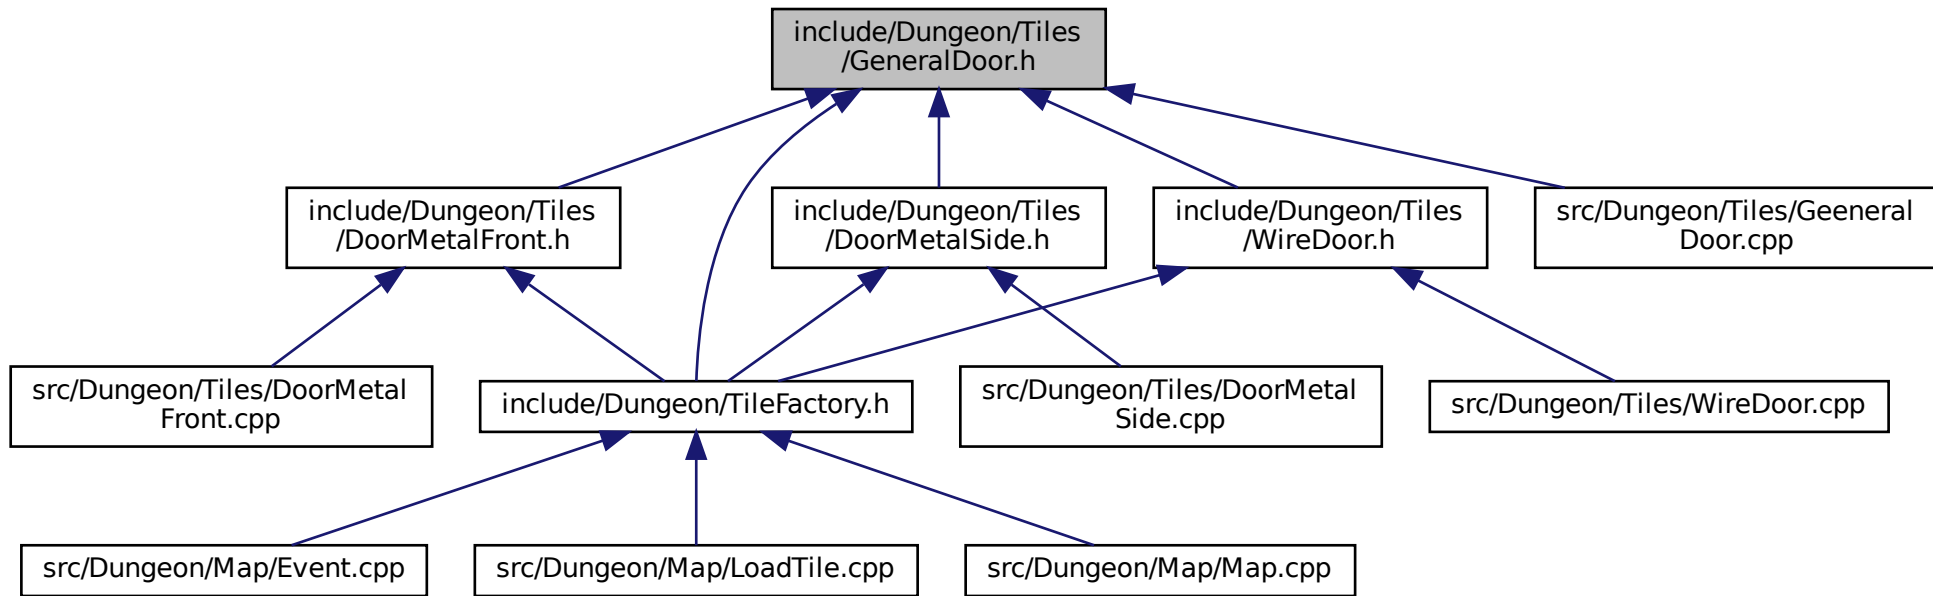 include/Dungeon/Tiles
/GeneralDoor.h
include/Dungeon/Tiles
/DoorMetalFront.h
include/Dungeon/Tiles
/DoorMetalSide.h
include/Dungeon/Tiles
/WireDoor.h
src/Dungeon/Tiles/Geeneral
Door.cpp
src/Dungeon/Tiles/DoorMetal
Front.cpp
include/Dungeon/TileFactory.h
src/Dungeon/Tiles/DoorMetal
Side.cpp
src/Dungeon/Tiles/WireDoor.cpp
src/Dungeon/Map/Event.cpp
src/Dungeon/Map/LoadTile.cpp
src/Dungeon/Map/Map.cpp